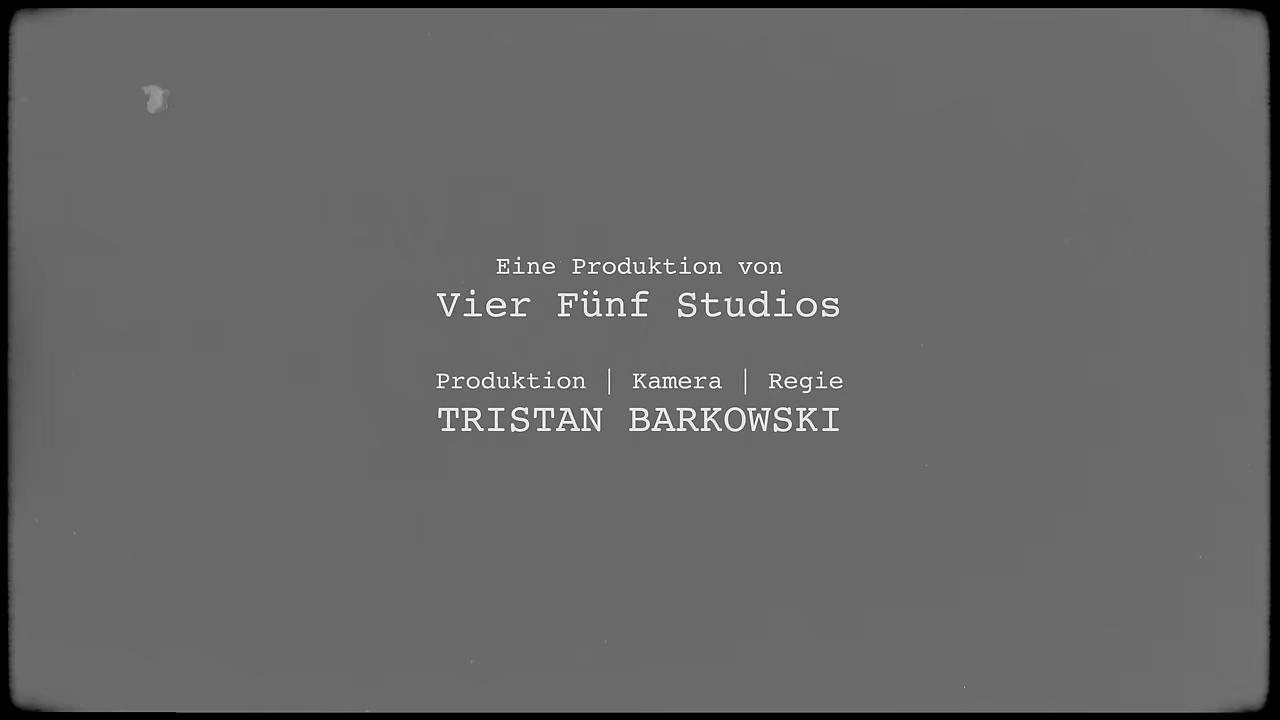 Eine Produktion von
Vier Fünf Studios
Produktion | Kamera | Regie
TRISTAN BARKOWSKI